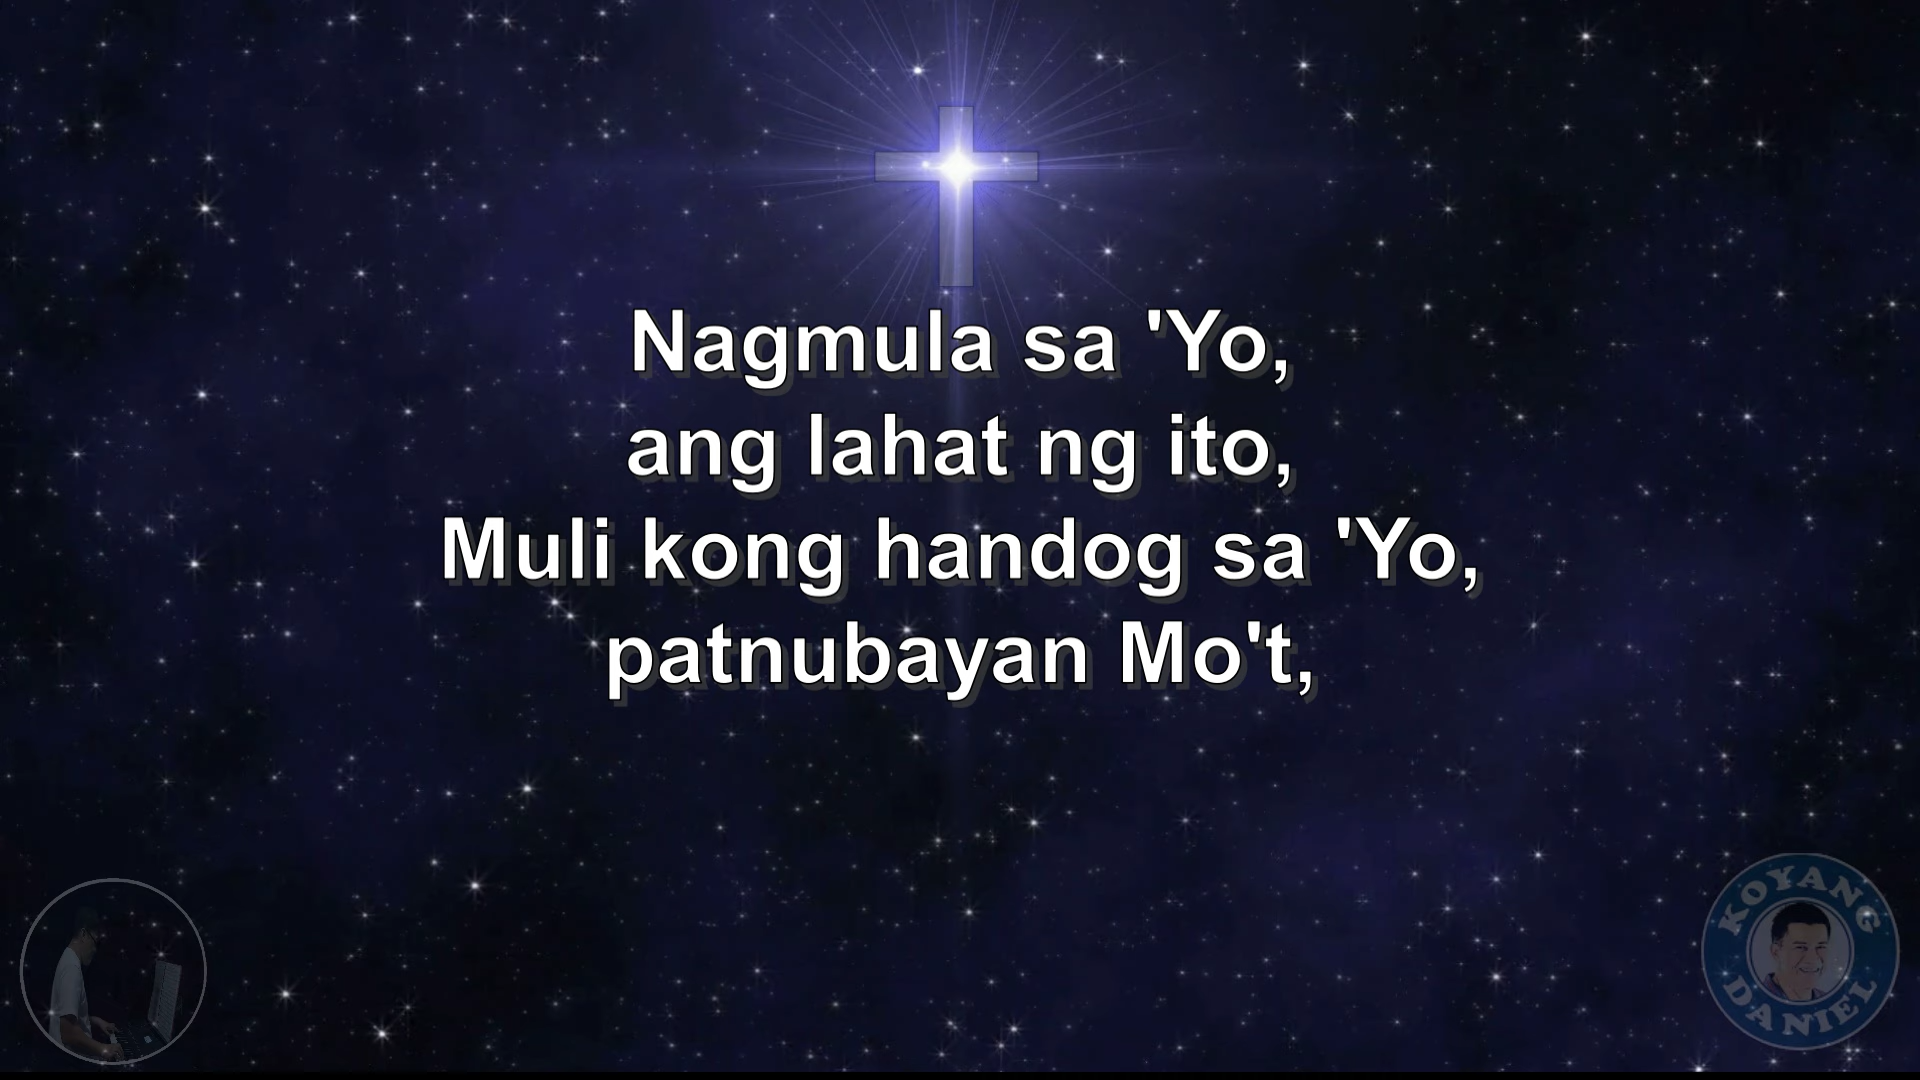 Nagmula sa 'Yo,
ang lahat ng ito,
Muli kong handog sa 'Yo,
patnubayan Mo't,
KOYANG
DANIEL